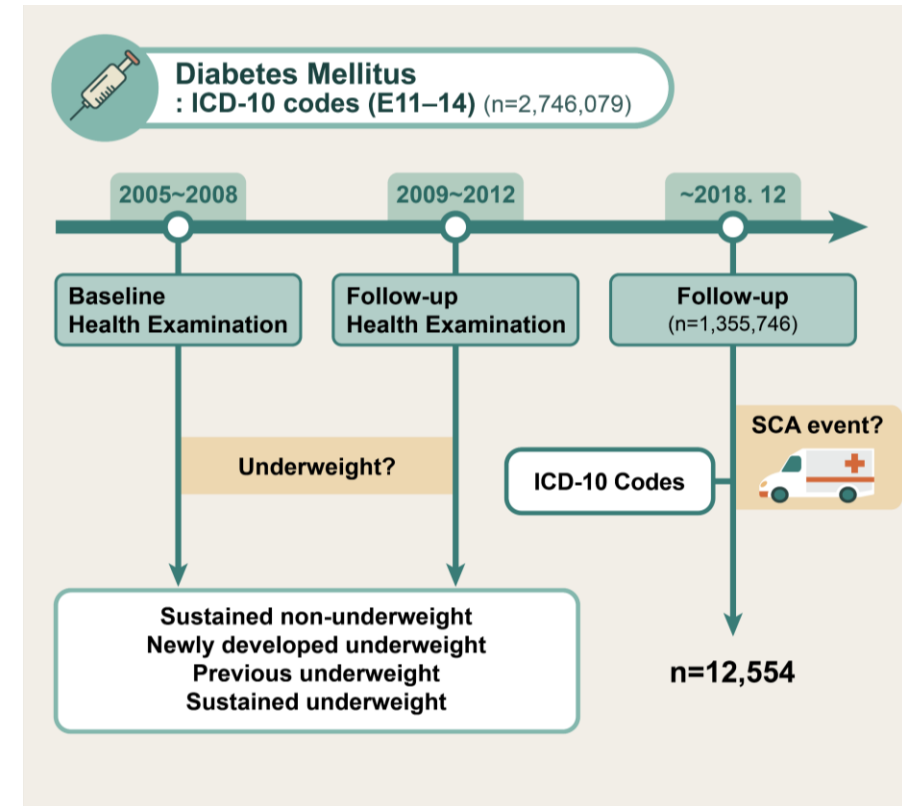 Diabetes Mellitus
: ICD-10 codes (E11–14) (n=2,746,079)
2005~2008
2009~2012
~2018. 12
Baseline
Health Examination
Follow-up
Health Examination
Follow-up
(n=1,355,746)
Underweight?
SCA event?
ICD-10 Codes
Sustained non-underweight
Newly developed underweight
Previous underweight
Sustained underweight
n=12,554